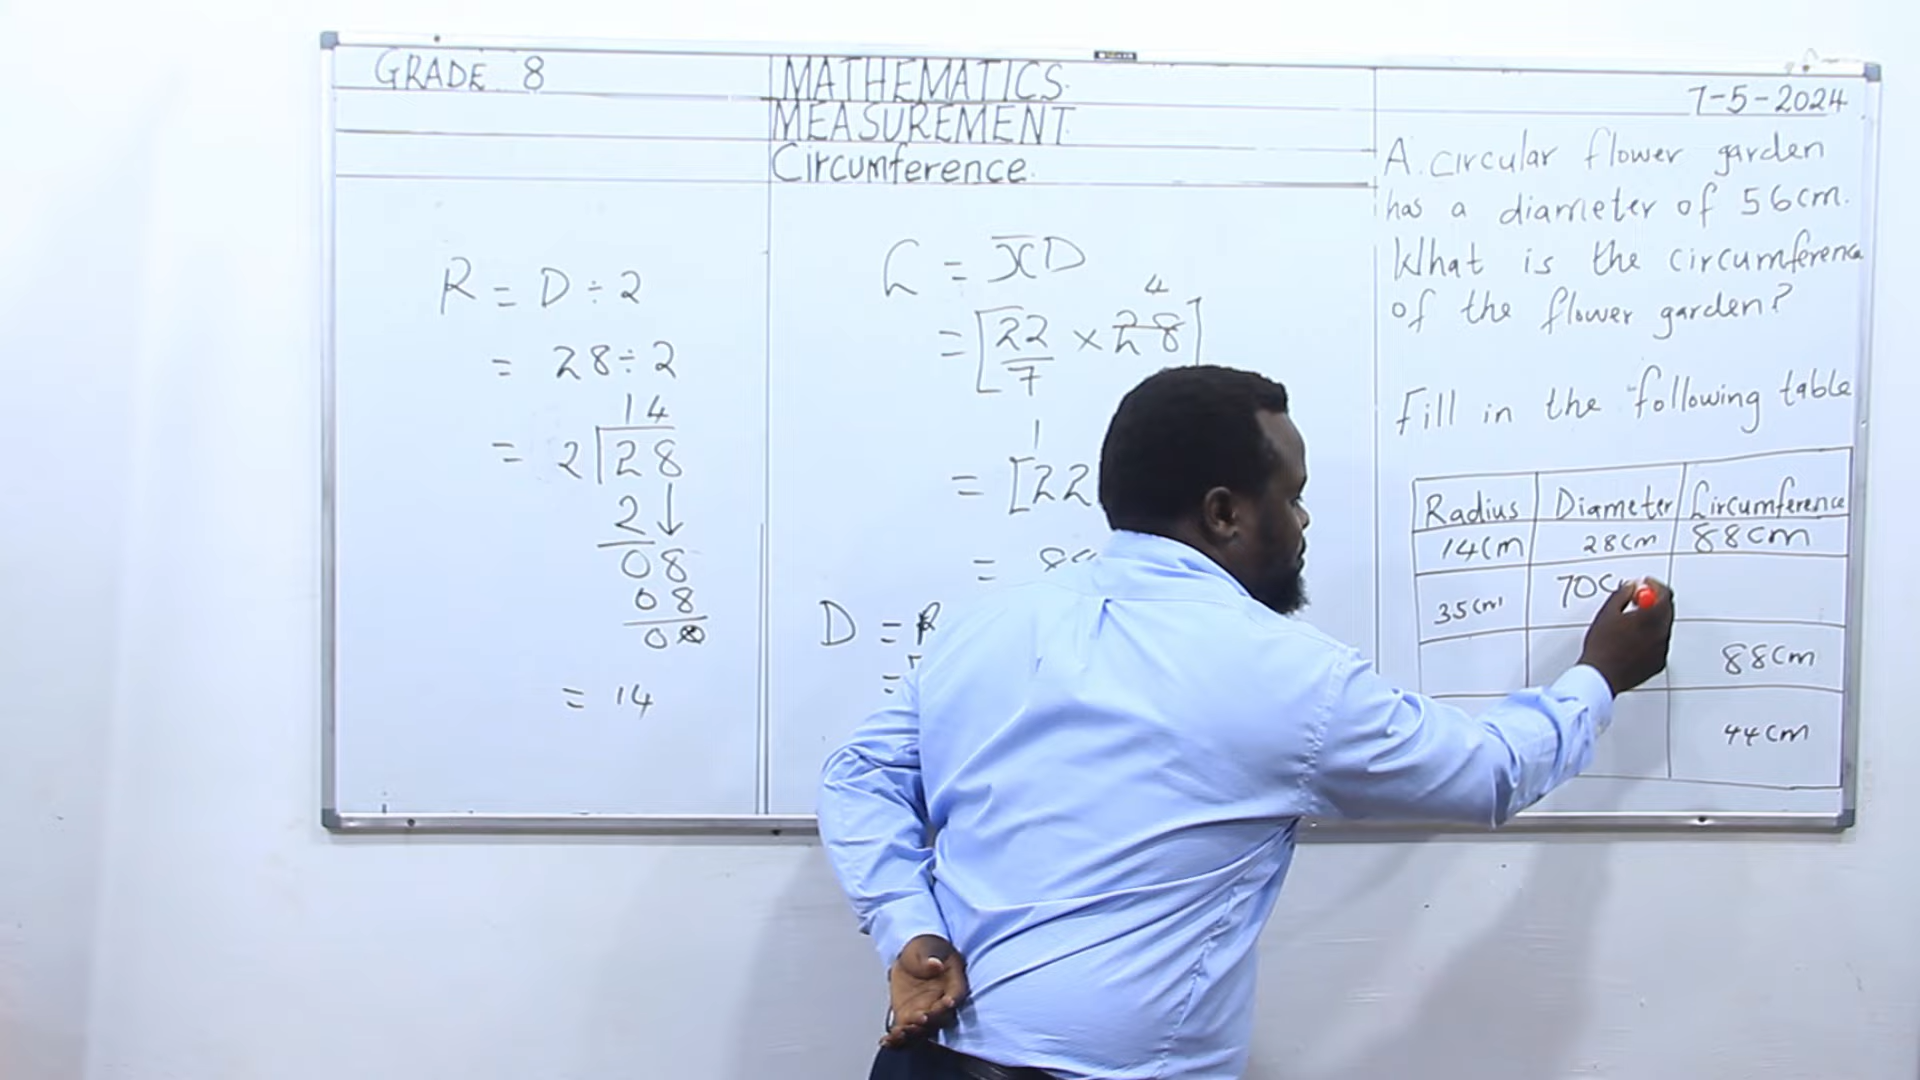 GRADE 8
MATHEMATICS
MEASUREMENT
Circumference
7-5-2024
R = D ÷ 2
= 28 ÷ 2
14
= 2 28
2↓
08
08
0
= 14
C = πD
4
= [22/7 × 28]
1
= [22
=
D = R
=
A circular flower garden
has a diameter of 56cm.
What is the circumference
of the flower garden?
Fill in the following table
Radius Diameter Circumference
14cm 28cm 88cm
35cm 70c
88cm
44cm